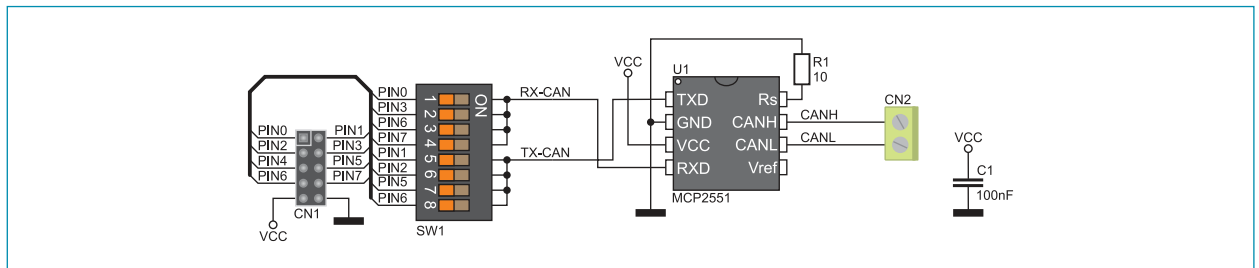 PIN0
PIN2
PIN4
PIN6
PIN1
PIN3
PIN5
PIN7
CN1
VCC
PIN0
PIN3
PIN6
PIN7
PIN1
PIN2
PIN5
PIN6
1
2
3
4
5
6
7
8
ON
SW1
RX-CAN
TX-CAN
VCC
U1
TXD
GND
VCC
RXD
Rs
CANH
CANL
Vref
MCP2551
R1
10
CANH
CANL
CN2
VCC
C1
100nF